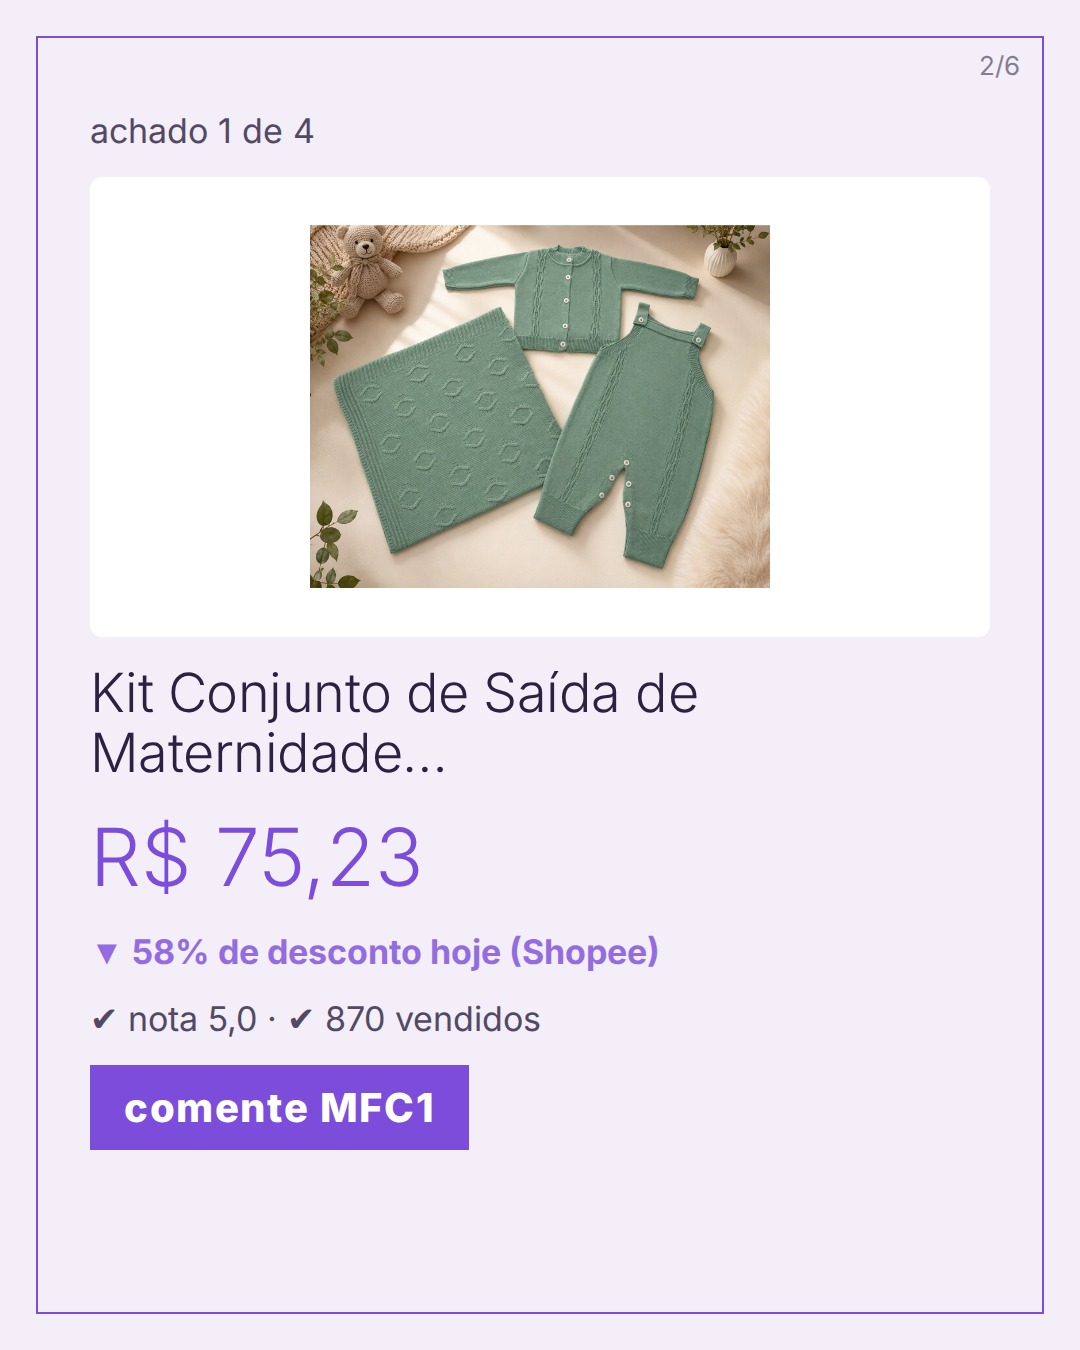 2/6
achado 1 de 4
Kit Conjunto de Saída de
Maternidade...
R$ 75,23
▼ 58% de desconto hoje (Shopee)
✔ nota 5,0 · ✔ 870 vendidos
comente MFC1